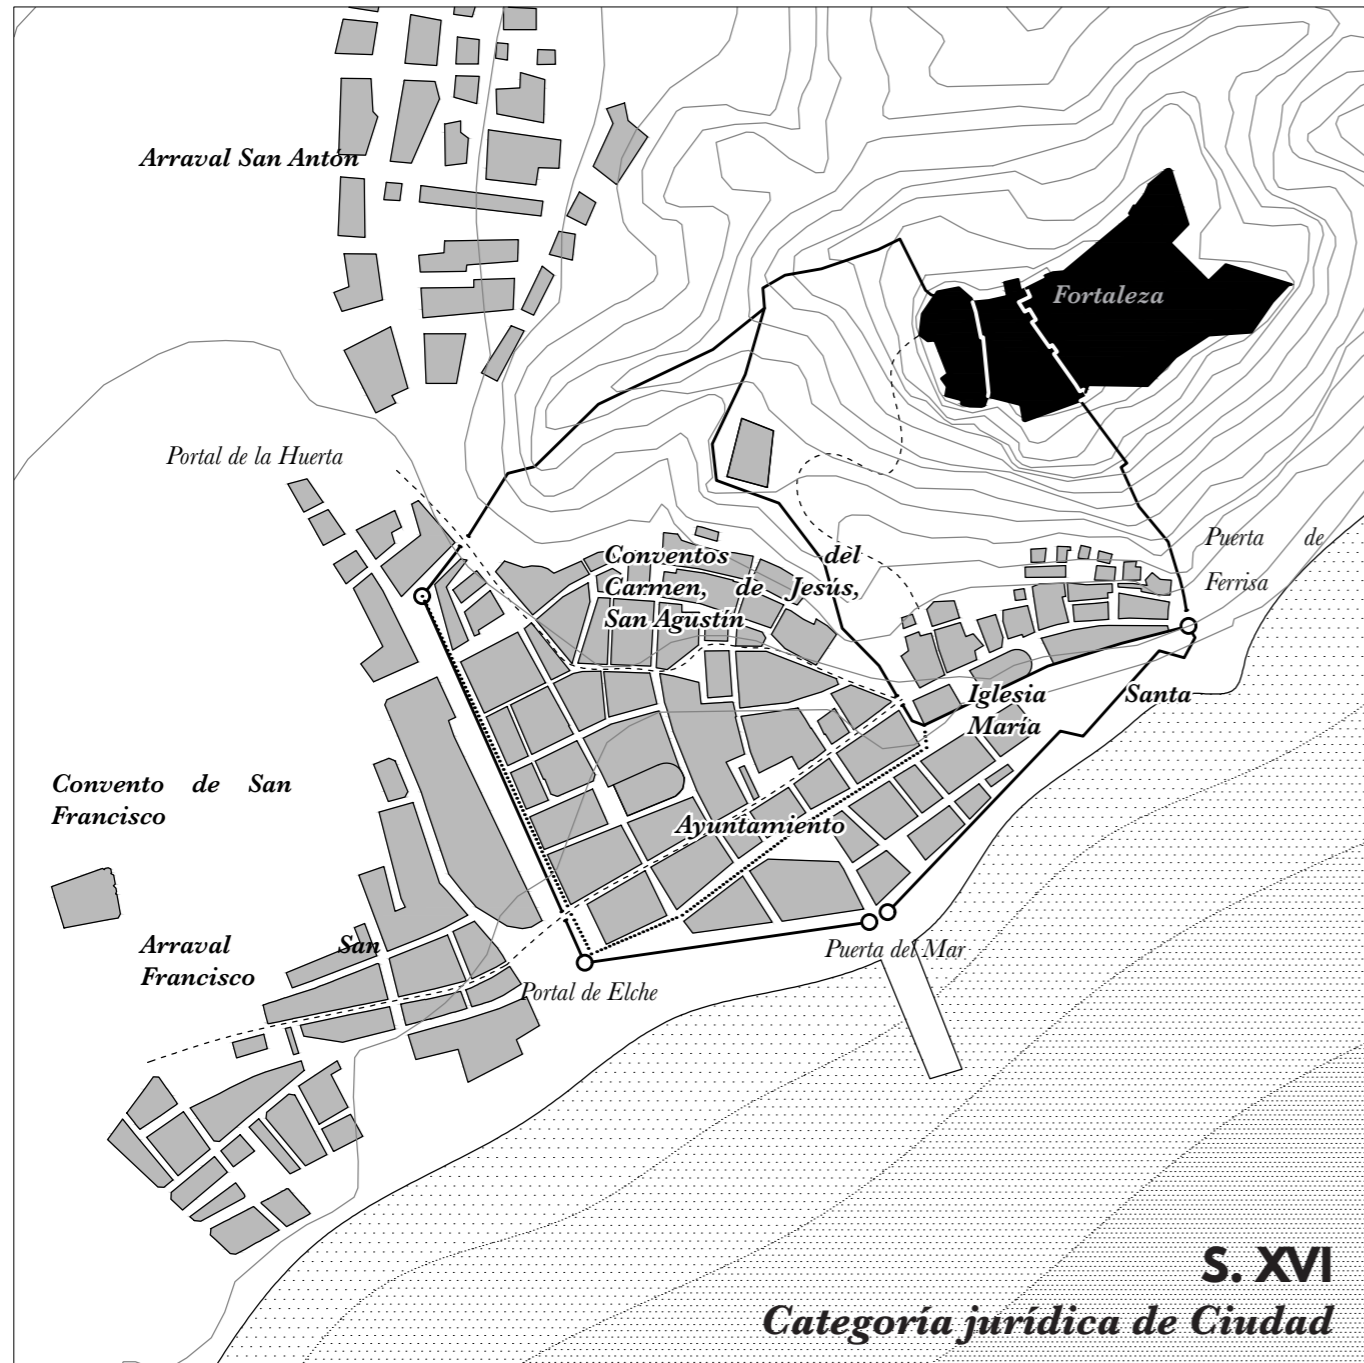 Arraval San Antón
Fortaleza
Portal de la Huerta
Puerta de
Ferrisa
Conventos del
Carmen, de Jesús,
San Agustín
Iglesia Santa
María
Convento de San
Francisco
Ayuntamiento
Arraval San
Francisco
Puerta del Mar
Portal de Elche
S. XVI
Categoría jurídica de Ciudad